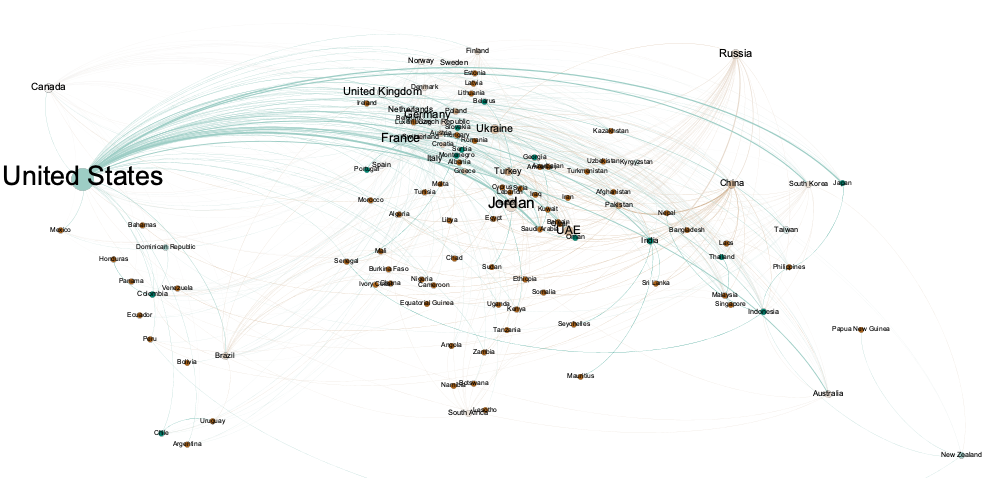 Finland
Russia
Norway
Sweden
Estonia
Canada
Latvia
Denmark
United Kingdom
Lithuania
Belarus
Ireland
Netherlands
Poland
Germany
Czech Republic
Slovakia
Ukraine
Kazakhstan
Austria
Hungary
France
Romania
Croatia
Serbia
Italy
Montenegro
Georgia
Albania
Spain
Portugal
Azerbaijan
Uzbekistan
Kyrgyzstan
Greece
Turkey
Turkmenistan
United States
Malta
China
South Korea
Japan
Cyprus
Syria
Tunisia
Lebanon
Iraq
Iran
Afghanistan
Morocco
Jordan
Pakistan
Kuwait
Nepal
Algeria
Libya
Egypt
Bahamas
Mexico
Saudi Arabia
UAE
Bangladesh
Taiwan
Oman
India
Laos
Dominican Republic
Mali
Honduras
Senegal
Chad
Thailand
Burkina Faso
Sudan
Philippines
Panama
Venezuela
Colombia
Ivory Coast
Ghana
Nigeria
Cameroon
Ethiopia
Somalia
Sri Lanka
Malaysia
Singapore
Equatorial Guinea
Uganda
Kenya
Indonesia
Ecuador
Seychelles
Tanzania
Papua New Guinea
Peru
Angola
Zambia
Brazil
Bolivia
Mauritius
Namibia
Botswana
Australia
South Africa
Lesotho
Uruguay
Chile
Argentina
New Zealand